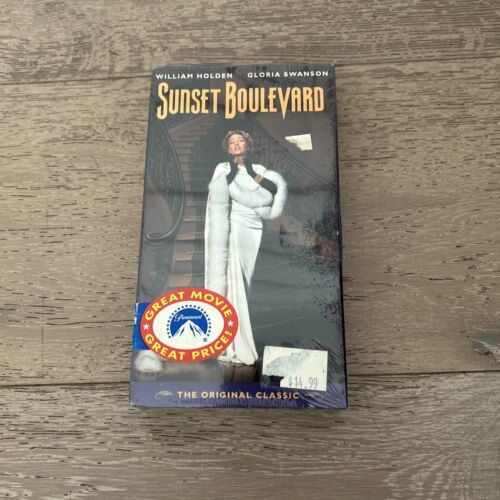 WILLIAM HOLDEN GLORIA SWANSON
SUNSET BOULEVARD
GREAT MOVIE
Paramount
®
GREAT PRICE!
$14.99
THE ORIGINAL CLASSIC